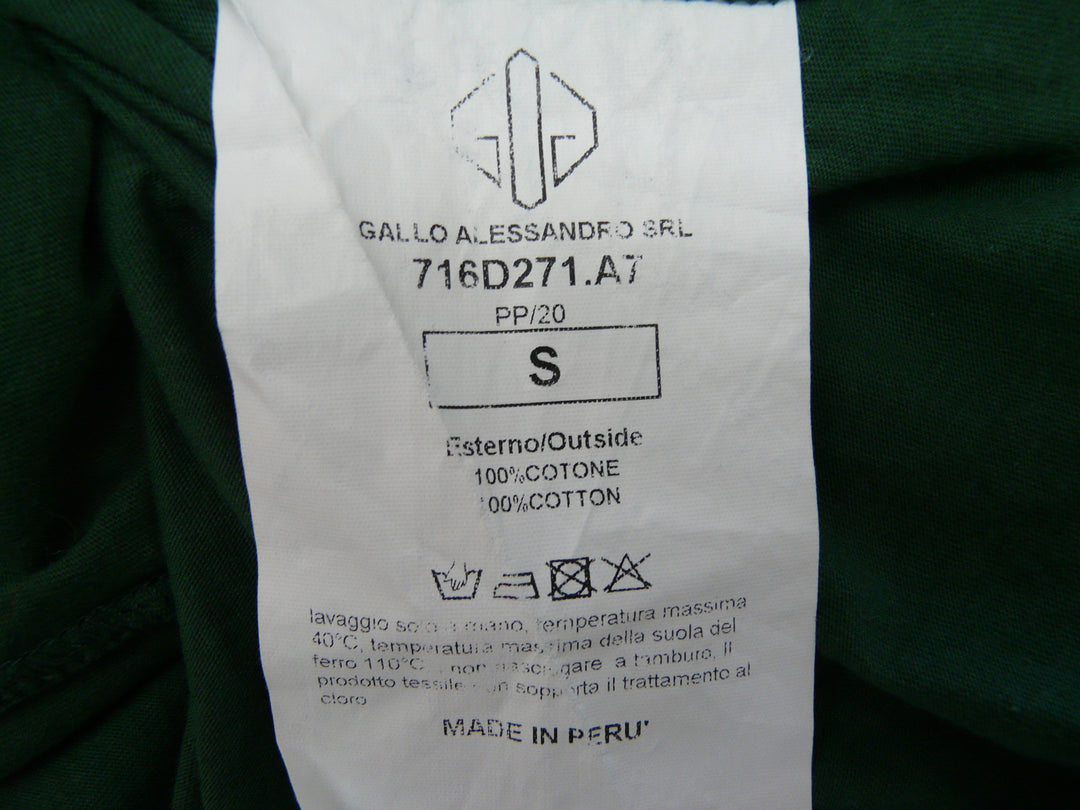 GALLO ALESSANDRO SRL
716D271.A7
PP/20
S
Esterno/Outside
100%COTONE
100%COTTON
lavaggio solo a mano, temperatura massima
40°C, temperatura massima della suola del
ferro 110°C, non asciugare a tamburo, il
prodotto tessile non sopporta il trattamento al
cloro
MADE IN PERU'